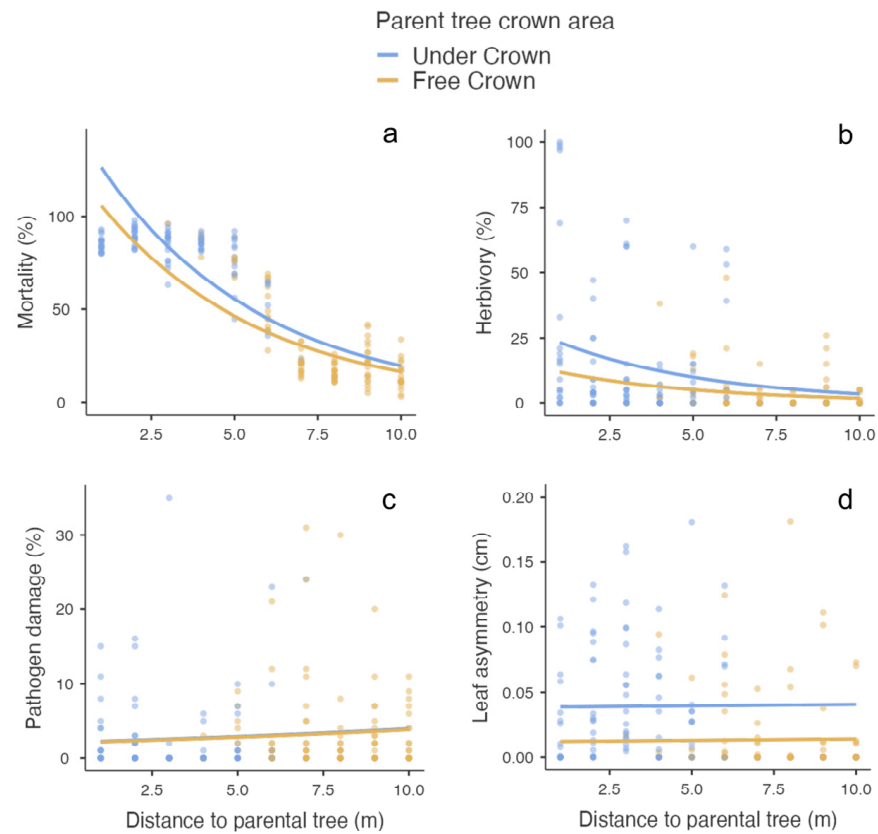 Parent tree crown area
Under Crown
Free Crown
a
Mortality (%)
100
50
0
2.5 5.0 7.5 10.0
b
Herbivory (%)
100
75
50
25
0
2.5 5.0 7.5 10.0
c
Pathogen damage (%)
30
20
10
0
2.5 5.0 7.5 10.0
Distance to parental tree (m)
d
Leaf asymmetry (cm)
0.20
0.15
0.10
0.05
0.00
2.5 5.0 7.5 10.0
Distance to parental tree (m)